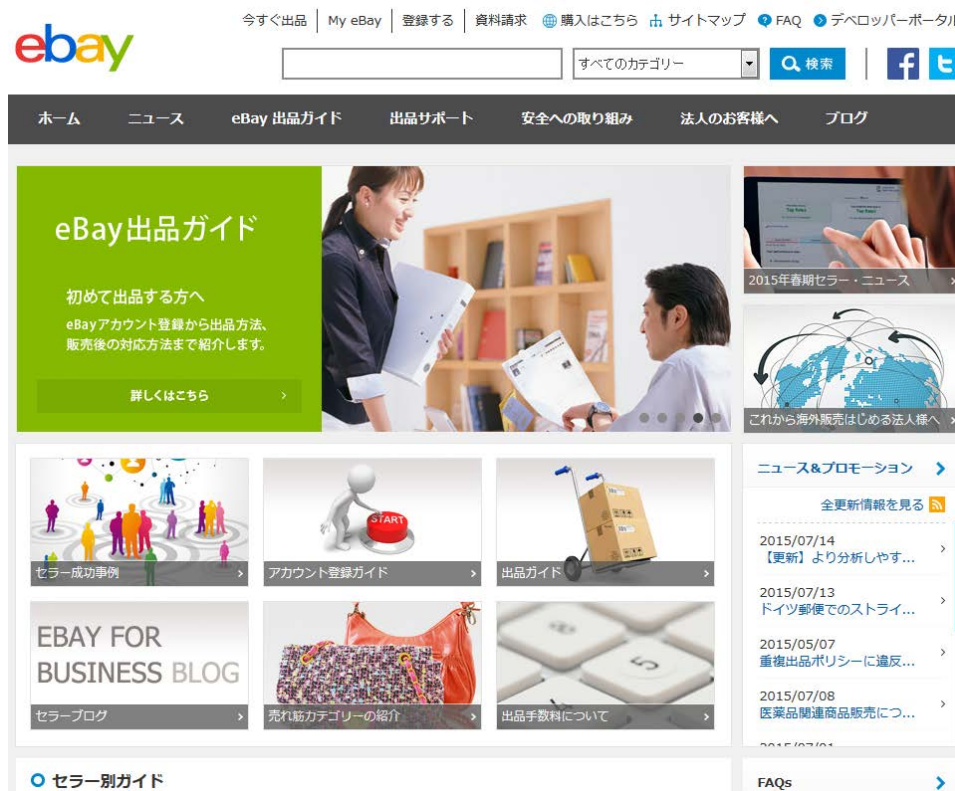 今すぐ出品 My eBay 登録する 資料請求 購入はこちら サイトマップ FAQ デベロッパーポータル
ebay
すべてのカテゴリー 検索
ホーム ニュース eBay 出品ガイド 出品サポート 安全への取り組み 法人のお客様へ ブログ
eBay出品ガイド
初めて出品する方へ
eBayアカウント登録から出品方法、
販売後の対応方法まで紹介します。
詳しくはこちら
2015年春期セラー・ニュース
これから海外販売はじめる法人様へ
START
セラー成功事例
アカウント登録ガイド
出品ガイド
EBAY FOR
BUSINESS BLOG
セラーブログ
売れ筋カテゴリーの紹介
出品手数料について
ニュース&プロモーション
全更新情報を見る
2015/07/14
【更新】より分析しやす...
2015/07/13
ドイツ郵便でのストライ...
2015/05/07
重複出品ポリシーに違反...
2015/07/08
医薬品関連商品販売につ...
セラー別ガイド
FAQs